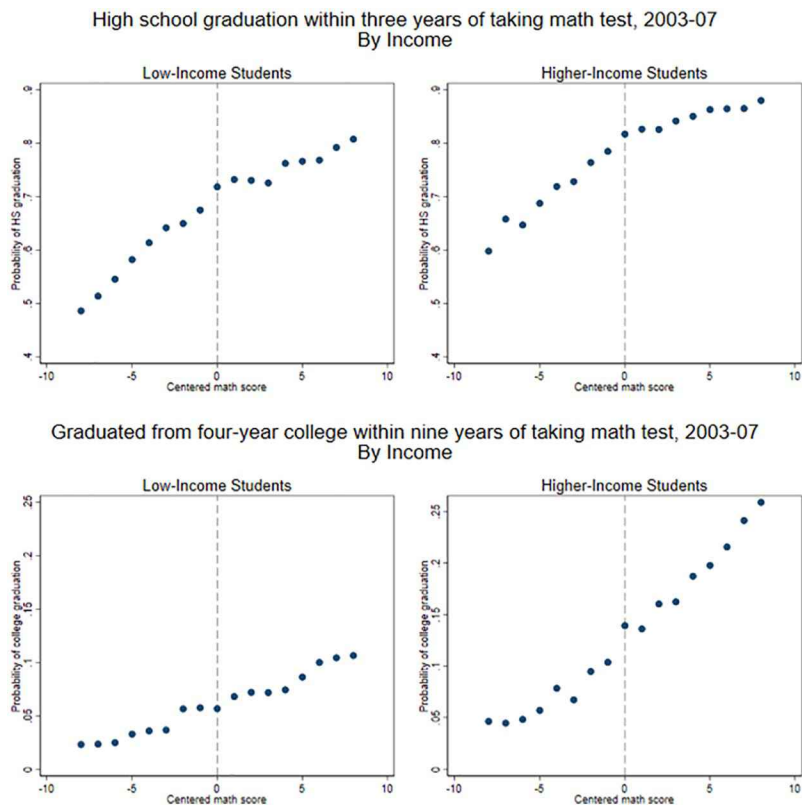 High school graduation within three years of taking math test, 2003-07
By Income
Low-Income Students
Probability of HS graduation
.9
.8
.7
.6
.5
.4
-10
-5
0
5
10
Centered math score
Higher-Income Students
Probability of HS graduation
.9
.8
.7
.6
.5
.4
-10
-5
0
5
10
Centered math score
Graduated from four-year college within nine years of taking math test, 2003-07
By Income
Low-Income Students
Probability of college graduation
.25
.2
.15
.1
.05
0
-10
-5
0
5
10
Centered math score
Higher-Income Students
Probability of college graduation
.25
.2
.15
.1
.05
0
-10
-5
0
5
10
Centered math score